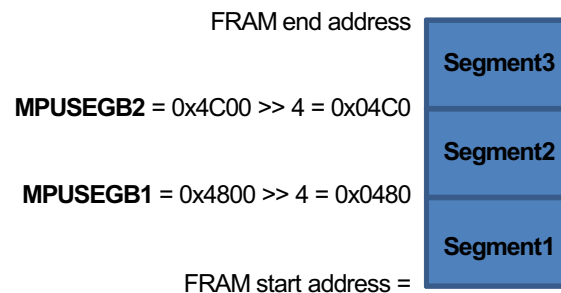 FRAM end address
Segment3
MPUSEGB2 = 0x4C00 >> 4 = 0x04C0
Segment2
MPUSEGB1 = 0x4800 >> 4 = 0x0480
Segment1
FRAM start address =